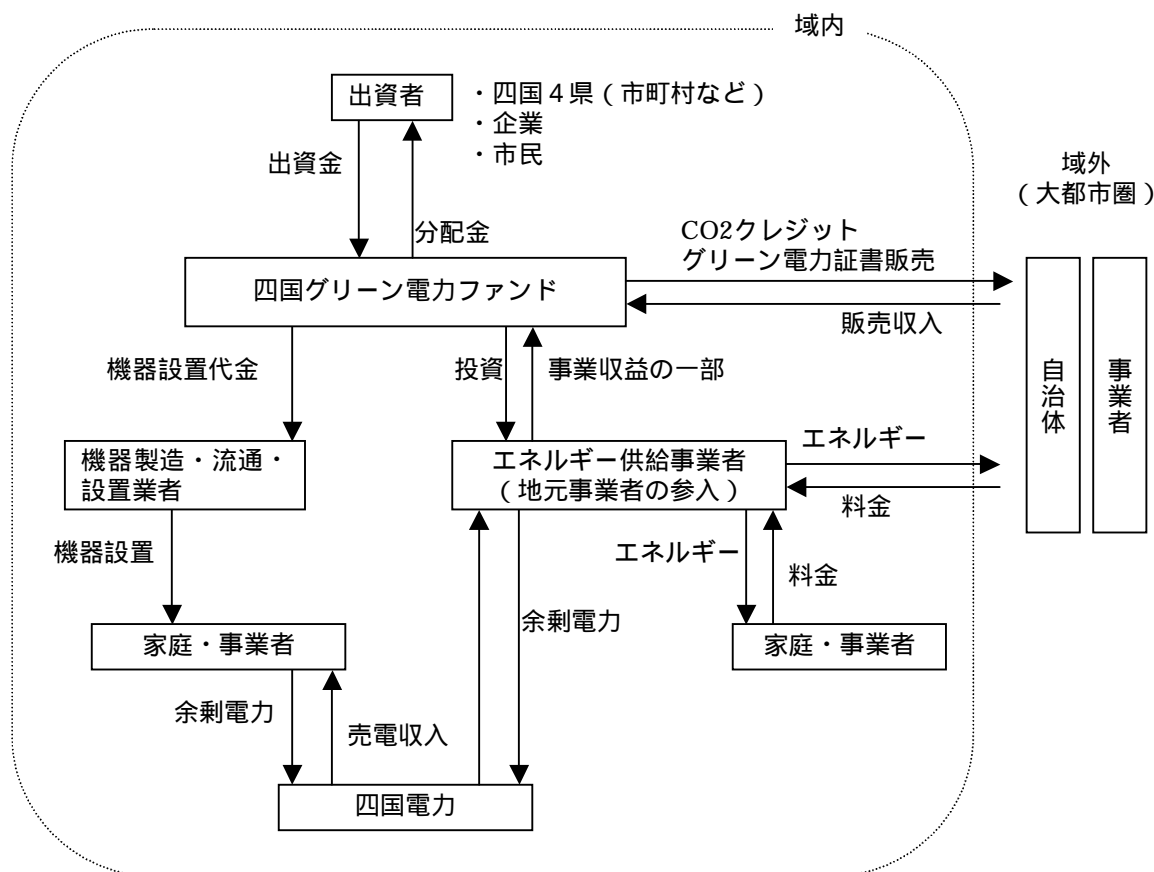 域内
出資者
・四国４県（市町村など）
・企業
・市民
出資金
分配金
域外
（大都市圏）
CO2クレジット
グリーン電力証書販売
四国グリーン電力ファンド
販売収入
機器設置代金
投資
事業収益の一部
自治体
事業者
機器製造・流通・
設置業者
エネルギー供給事業者
（地元事業者の参入）
エネルギー
料金
機器設置
エネルギー
料金
余剰電力
家庭・事業者
家庭・事業者
余剰電力
売電収入
四国電力